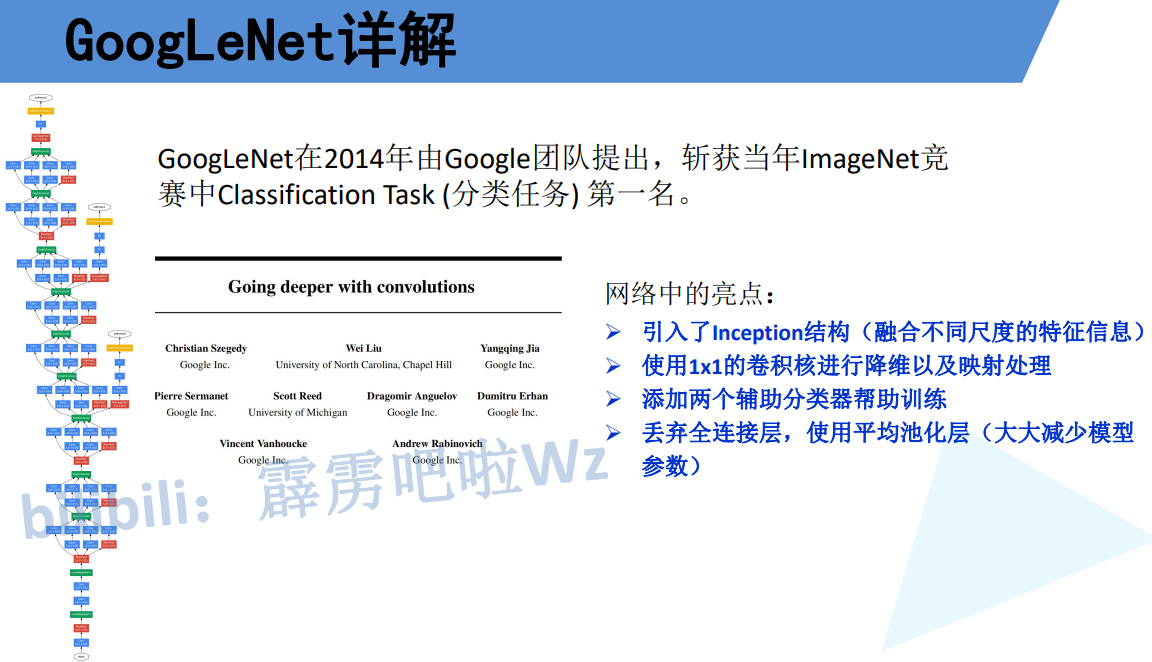 GoogLeNet详解
GoogLeNet在2014年由Google团队提出，斩获当年ImageNet竞
赛中Classification Task (分类任务) 第一名。
Going deeper with convolutions
Christian Szegedy
Google Inc.
Wei Liu
University of North Carolina, Chapel Hill
Yangqing Jia
Google Inc.
Pierre Sermanet
Google Inc.
Scott Reed
University of Michigan
Dragomir Anguelov
Google Inc.
Dumitru Erhan
Google Inc.
Vincent Vanhoucke
Google Inc.
Andrew Rabinovich
Google Inc.
网络中的亮点：
引入了Inception结构（融合不同尺度的特征信息）
使用1x1的卷积核进行降维以及映射处理
添加两个辅助分类器帮助训练
丢弃全连接层，使用平均池化层（大大减少模型
参数）
bilibili：霹雳吧啦Wz